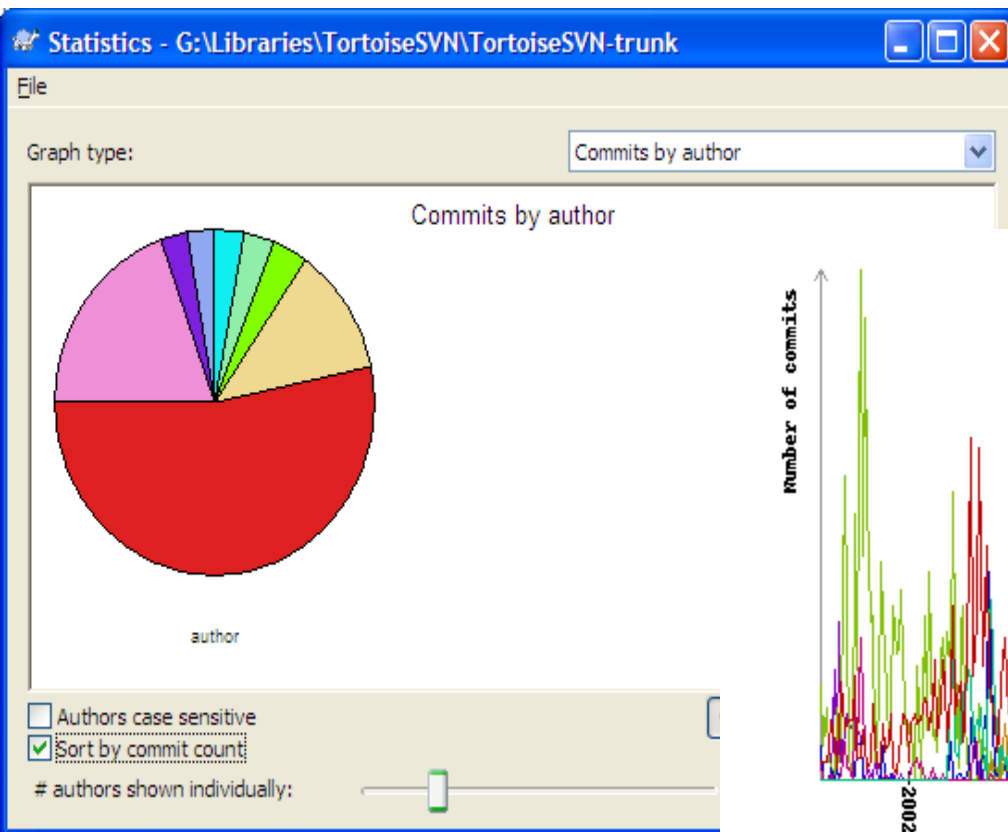 Statistics - G:\Libraries\TortoiseSVN\TortoiseSVN-trunk
File
Graph type:
Commits by author
Commits by author
Number of commits
author
2002
Authors case sensitive
Sort by commit count
# authors shown individually: